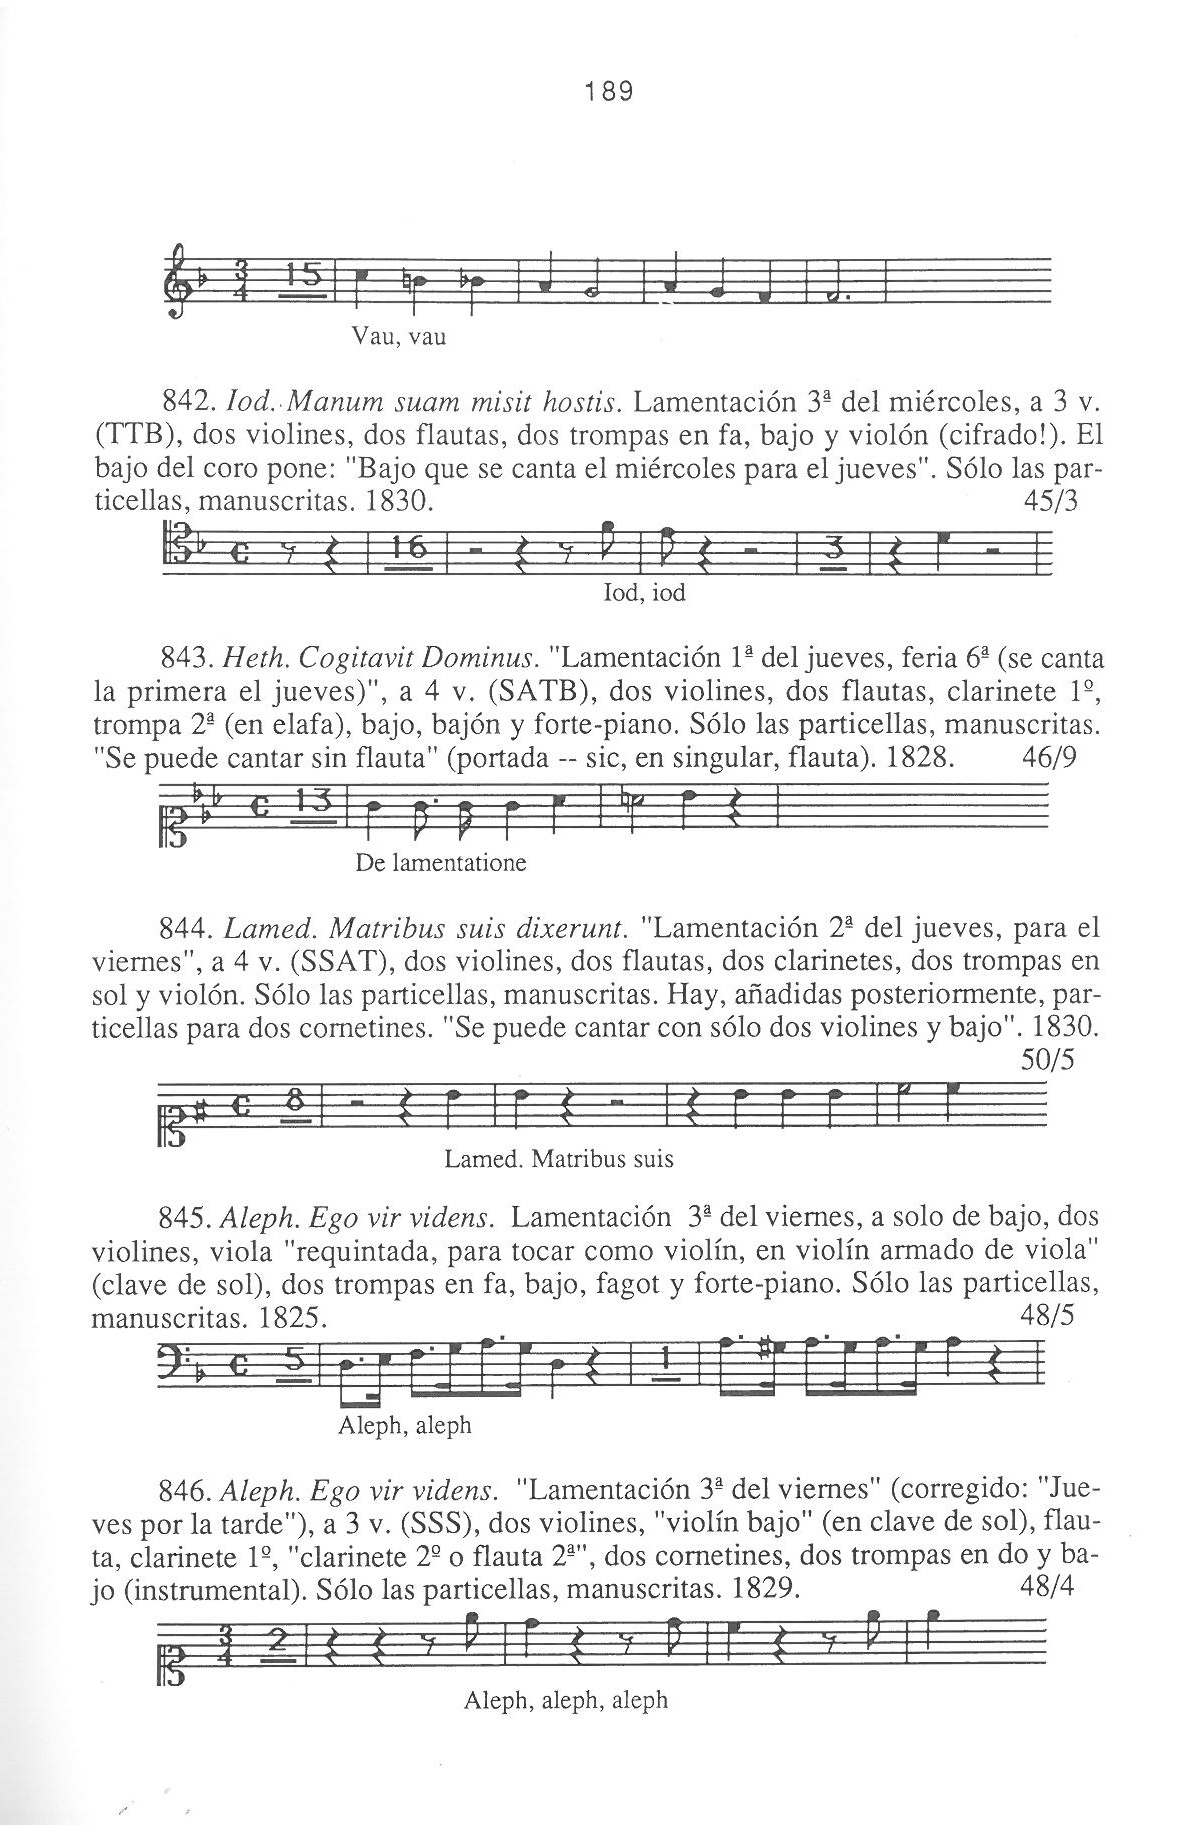 189
15
Vau, vau
842. Iod. Manum suam misit hostis. Lamentación 3ª del miércoles, a 3 v.
(TTB), dos violines, dos flautas, dos trompas en fa, bajo y violón (cifrado!). El
bajo del coro pone: "Bajo que se canta el miércoles para el jueves". Sólo las par-
ticellas, manuscritas. 1830. 45/3
16 3
Iod, iod
843. Heth. Cogitavit Dominus. "Lamentación 1ª del jueves, feria 6ª (se canta
la primera el jueves)", a 4 v. (SATB), dos violines, dos flautas, clarinete 1º,
trompa 2ª (en elafa), bajo, bajón y forte-piano. Sólo las particellas, manuscritas.
"Se puede cantar sin flauta" (portada -- sic, en singular, flauta). 1828. 46/9
13
De lamentatione
844. Lamed. Matribus suis dixerunt. "Lamentación 2ª del jueves, para el
viernes", a 4 v. (SSAT), dos violines, dos flautas, dos clarinetes, dos trompas en
sol y violón. Sólo las particellas, manuscritas. Hay, añadidas posteriormente, par-
ticellas para dos cornetines. "Se puede cantar con sólo dos violines y bajo". 1830.
50/5
8
Lamed. Matribus suis
845. Aleph. Ego vir videns. Lamentación 3ª del viernes, a solo de bajo, dos
violines, viola "requintada, para tocar como violín, en violín armado de viola"
(clave de sol), dos trompas en fa, bajo, fagot y forte-piano. Sólo las particellas,
manuscritas. 1825. 48/5
5 1
Aleph, aleph
846. Aleph. Ego vir videns. "Lamentación 3ª del viernes" (corregido: "Jue-
ves por la tarde"), a 3 v. (SSS), dos violines, "violín bajo" (en clave de sol), flau-
ta, clarinete 1º, "clarinete 2º o flauta 2ª", dos cornetines, dos trompas en do y ba-
jo (instrumental). Sólo las particellas, manuscritas. 1829. 48/4
2
Aleph, aleph, aleph